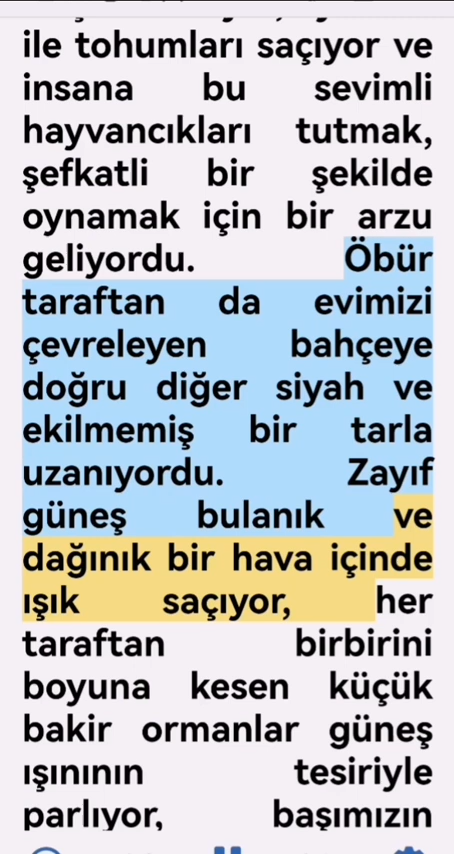 ile tohumları saçıyor ve
insana bu sevimli
hayvancıkları tutmak,
şefkatli bir şekilde
oynamak için bir arzu
geliyordu. Öbür
taraftan da evimizi
çevreleyen bahçeye
doğru diğer siyah ve
ekilmemiş bir tarla
uzanıyordu. Zayıf
güneş bulanık ve
dağınık bir hava içinde
ışık saçıyor, her
taraftan birbirini
boyuna kesen küçük
bakir ormanlar güneş
ışınının tesiriyle
parlıyor, başımızın